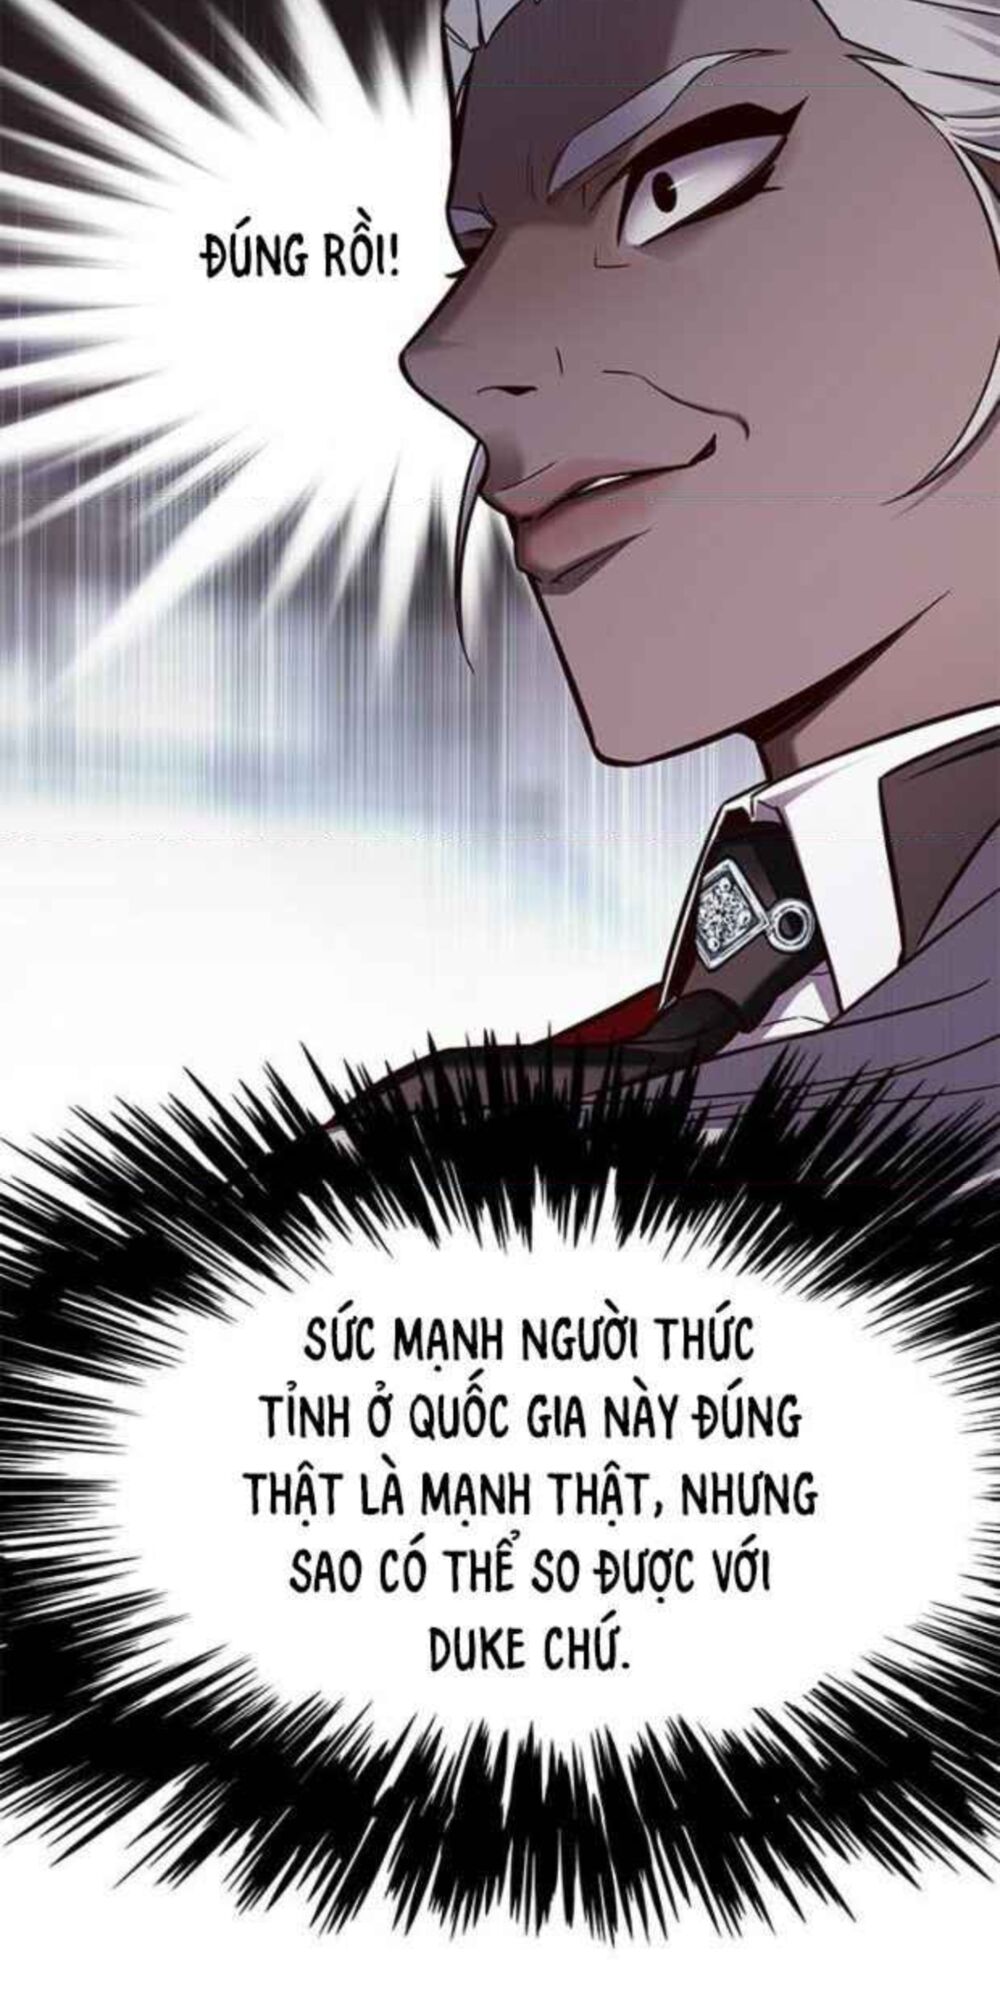 ĐÚNG RỒI!
SỨC MẠNH NGƯỜI THỨC
TỈNH Ở QUỐC GIA NÀY ĐÚNG
THẬT LÀ MẠNH THẬT, NHƯNG
SAO CÓ THỂ SO ĐƯỢC VỚI
DUKE CHỨ.